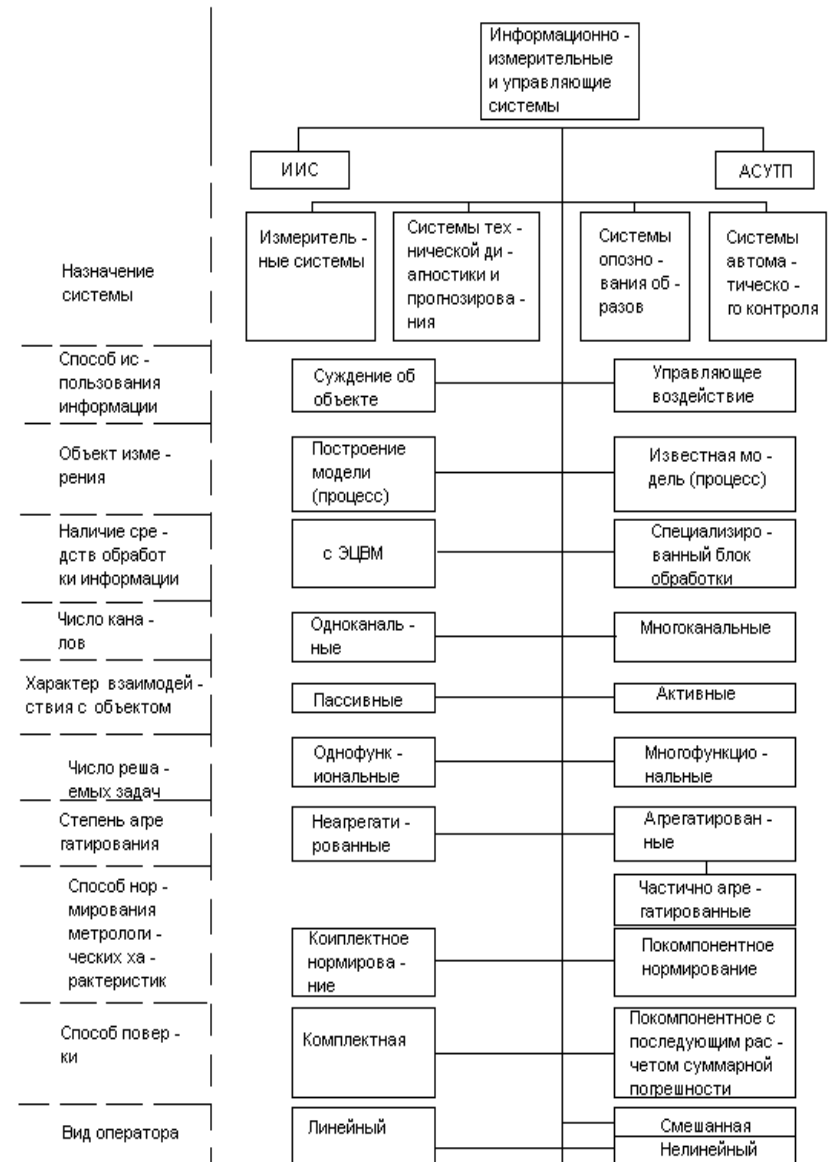 Информационно -
измерительные
и управляющие
системы
ИИС
АСУТП
Назначение
системы
Измеритель -
ные системы
Системы тех -
нической ди -
агностики и
прогнозирова -
ния
Системы
опозно -
вания об -
разов
Системы
автома -
тическо -
го контроля
Способ ис -
пользования
информации
Суждение об
объекте
Управляющее
воздействие
Объект изме -
рения
Построение
модели
(процесс)
Известная мо -
дель (процесс)
Наличие сре -
дств обработ
ки информации
с ЭЦВМ
Специализиро -
ванный блок
обработки
Число кана -
лов
Одноканаль -
ные
Многоканальные
Характер взаимодей -
ствия с объектом
Пассивные
Активные
Число реша -
емых задач
Однофунк -
иональные
Многофункцио -
нальные
Степень агре
гатирования
Неагрегати -
рованные
Агрегатирован -
ные
Частично агре -
гатированные
Способ нор -
мирования
метрологи -
ческих ха -
рактеристик
Коиплектное
нормирова -
ние
Покомпонентное
нормирование
Способ повер -
ки
Комплектная
Покомпонентное с
последующим рас -
четом суммарной
погрешности
Вид оператора
Линейный
Смешанная
Нелинейный